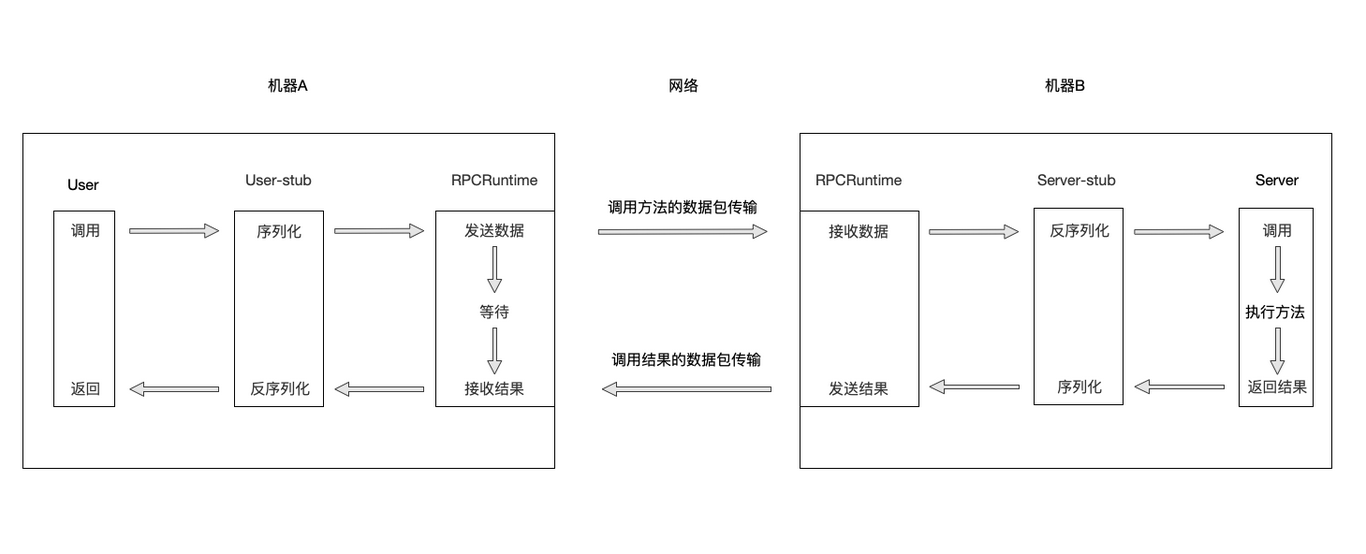 机器A
网络
机器B
User
User-stub
RPCRuntime
RPCRuntime
Server-stub
Server
调用方法的数据包传输
调用
序列化
发送数据
接收数据
反序列化
调用
等待
执行方法
调用结果的数据包传输
返回
反序列化
接收结果
发送结果
序列化
返回结果